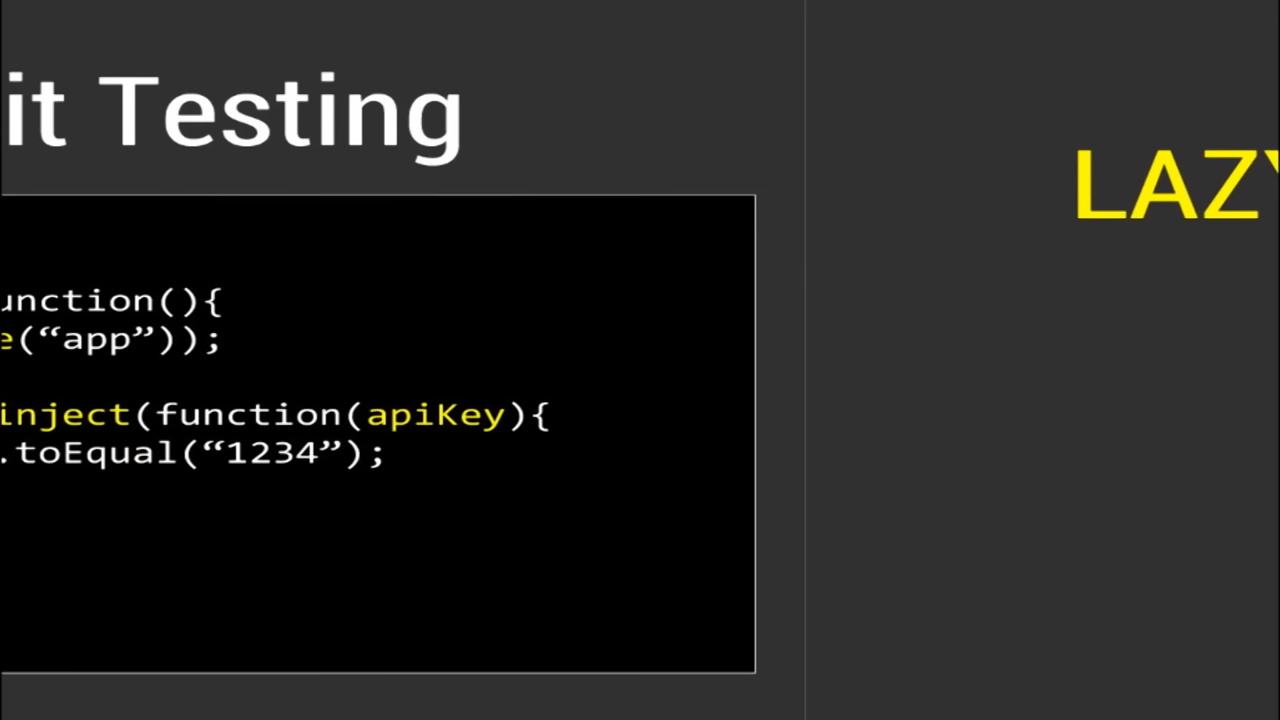 it Testing
LAZY
unction(){
e(“app”));
inject(function(apiKey){
.toEqual(“1234”);